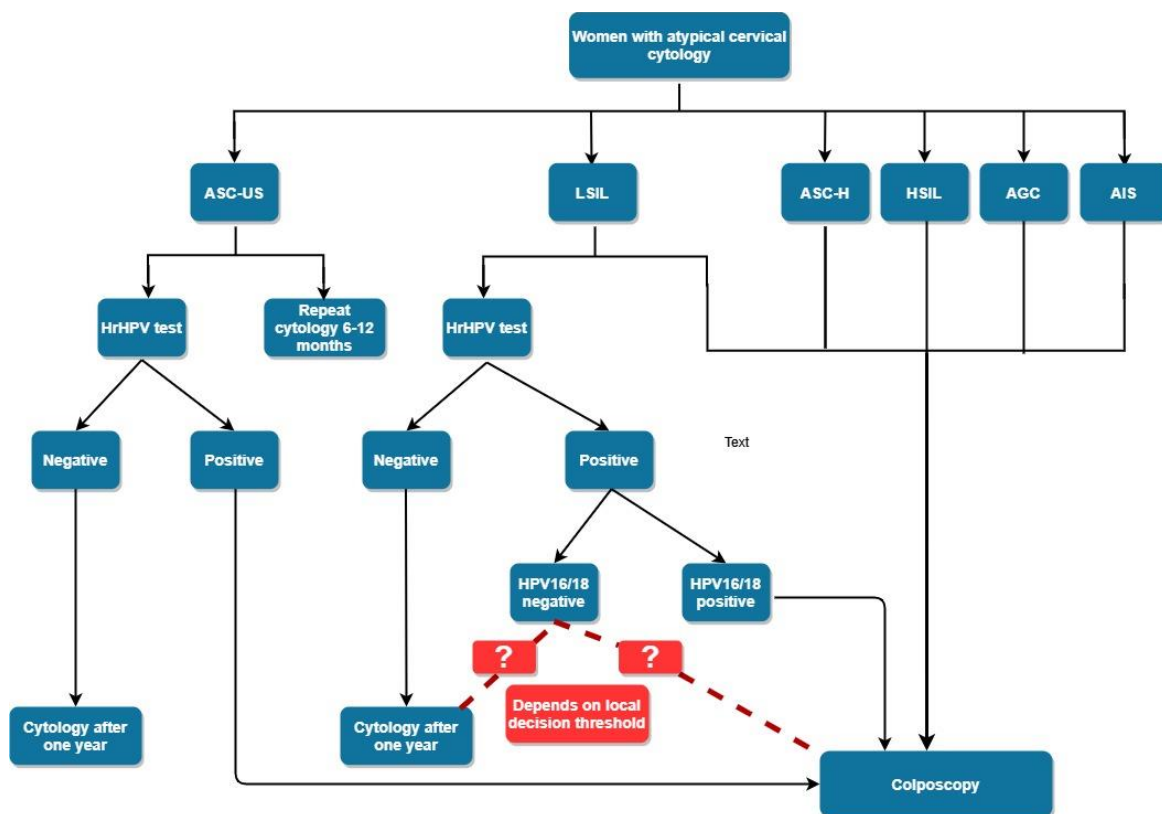 Women with atypical cervical
cytology
ASC-US
LSIL
ASC-H
HSIL
AGC
AIS
HrHPV test
Repeat
cytology 6-12
months
HrHPV test
Negative
Positive
Negative
Positive
Text
HPV16/18
negative
HPV16/18
positive
?
?
Depends on local
decision threshold
Cytology after
one year
Cytology after
one year
Colposcopy